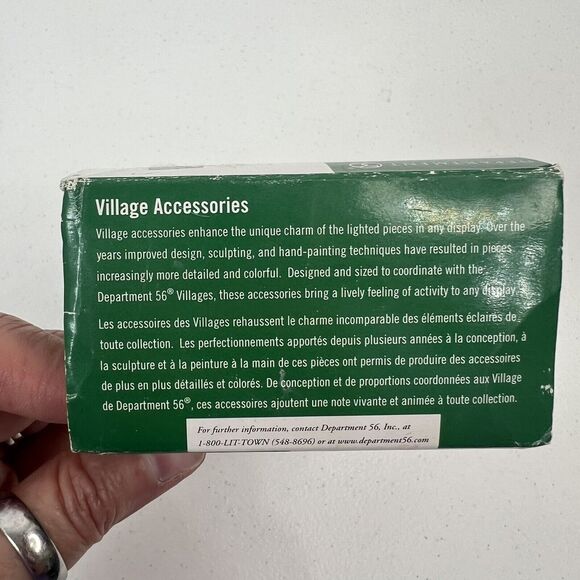 Village Accessories
Village accessories enhance the unique charm of the lighted pieces in any display. Over the
years improved design, sculpting, and hand-painting techniques have resulted in pieces
increasingly more detailed and colorful. Designed and sized to coordinate with the
Department 56® Villages, these accessories bring a lively feeling of activity to any display.
Les accessoires des Villages rehaussent le charme incomparable des éléments éclairés de
toute collection. Les perfectionnements apportés depuis plusieurs années à la conception, à
la sculpture et à la peinture à la main de ces pièces ont permis de produire des accessoires
de plus en plus détaillés et colorés. De conception et de proportions coordonnées aux Village
de Department 56®, ces accessoires ajoutent une note vivante et animée à toute collection.
For further information, contact Department 56, Inc., at
1-800-LIT-TOWN (548-8696) or at www.department56.com